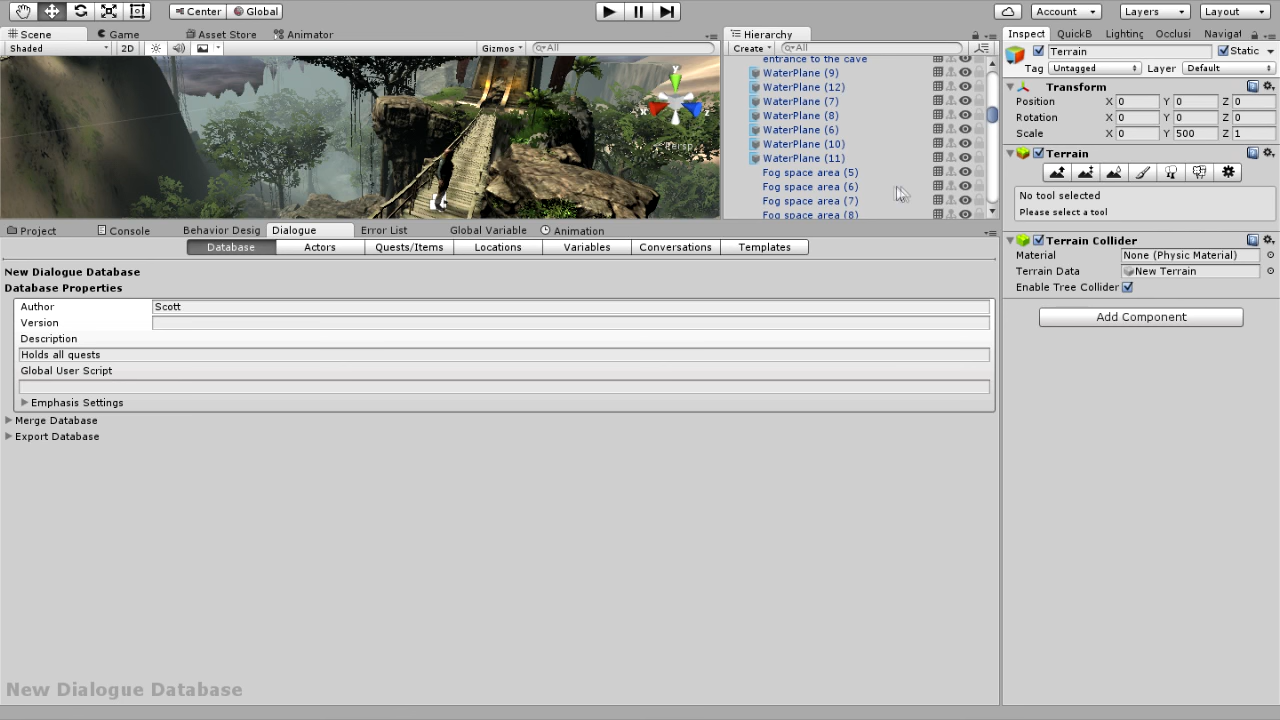 Center Global Account Layers Layout
Scene Game Asset Store Animator Hierarchy Inspect QuickB Lighting Occlusi Navigat
Shaded 2D Gizmos All Create All
entrance to the cave
WaterPlane (9)
WaterPlane (12)
WaterPlane (7)
WaterPlane (8)
WaterPlane (6)
WaterPlane (10)
WaterPlane (11)
Fog space area (5)
Fog space area (6)
Fog space area (7)
Fog space area (8)
y
x z
Persp
Terrain Static
Tag Untagged Layer Default
Transform
Position X 0 Y 0 Z 0
Rotation X 0 Y 0 Z 0
Scale X 0 Y 500 Z 1
Terrain
No tool selected
Please select a tool
Terrain Collider
Material None (Physic Material)
Terrain Data New Terrain
Enable Tree Collider
Add Component
Project Console Behavior Desig Dialogue Error List Global Variable Animation
Database Actors Quests/Items Locations Variables Conversations Templates
New Dialogue Database
Database Properties
Author Scott
Version
Description
Holds all quests
Global User Script
Emphasis Settings
Merge Database
Export Database
New Dialogue Database